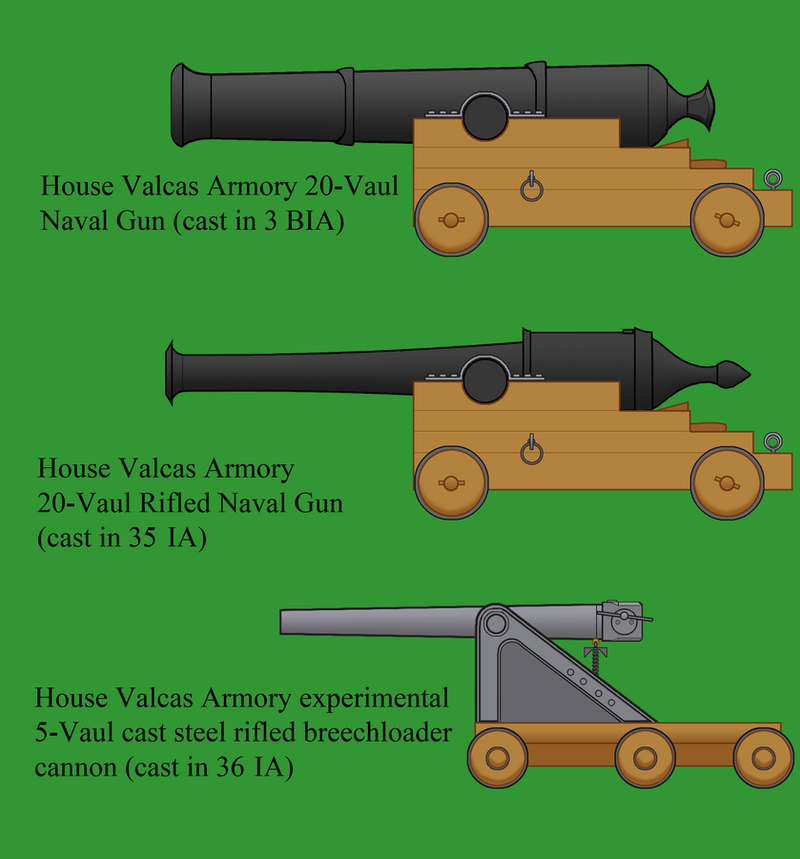 House Valcas Armory 20-Vaul
Naval Gun (cast in 3 BIA)
House Valcas Armory
20-Vaul Rifled Naval Gun
(cast in 35 IA)
House Valcas Armory experimental
5-Vaul cast steel rifled breechloader
cannon (cast in 36 IA)